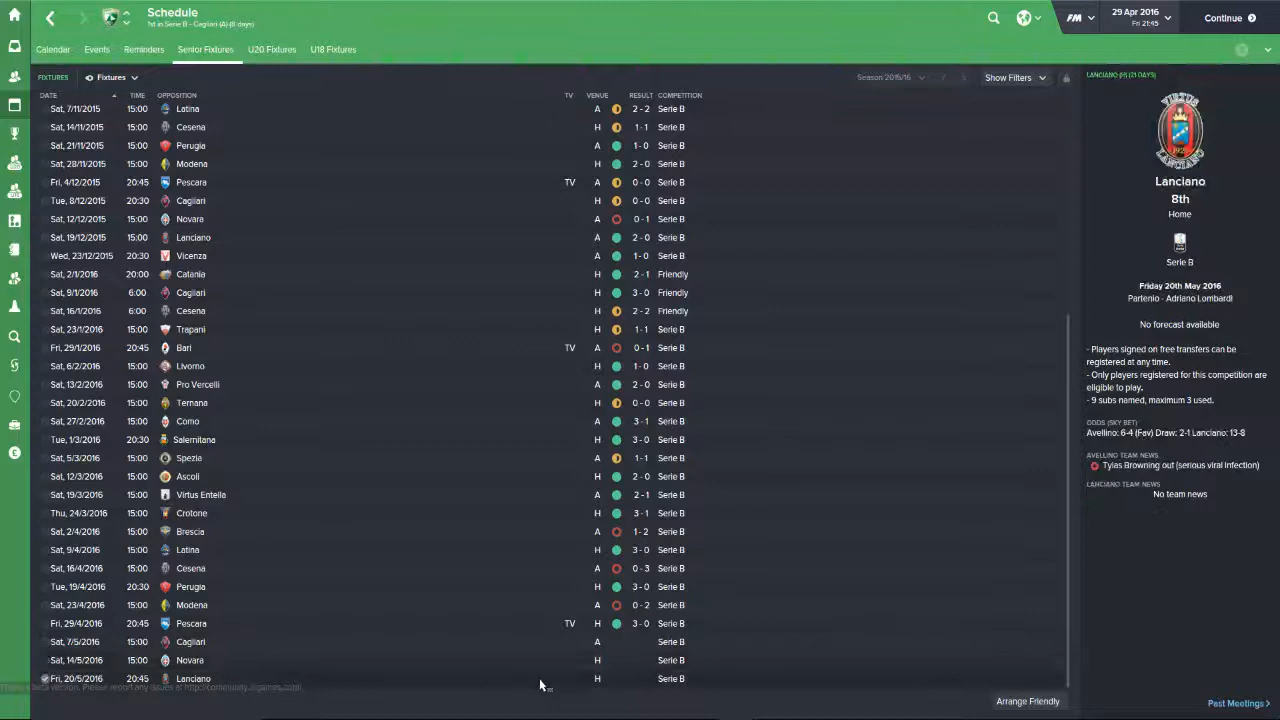 Schedule
1st in Serie B - Cagliari (A) (8 days)
FM
29 Apr 2016
Fri 21:45
Continue
Calendar Events Reminders Senior Fixtures U20 Fixtures U18 Fixtures
FIXTURES Fixtures Season 2015/16 Show Filters
DATE TIME OPPOSITION TV VENUE RESULT COMPETITION
Sat, 7/11/2015 15:00 Latina A 2 - 2 Serie B
Sat, 14/11/2015 15:00 Cesena H 1 - 1 Serie B
Sat, 21/11/2015 15:00 Perugia A 1 - 0 Serie B
Sat, 28/11/2015 15:00 Modena H 2 - 0 Serie B
Fri, 4/12/2015 20:45 Pescara TV A 0 - 0 Serie B
Tue, 8/12/2015 20:30 Cagliari H 0 - 0 Serie B
Sat, 12/12/2015 15:00 Novara A 0 - 1 Serie B
Sat, 19/12/2015 15:00 Lanciano A 2 - 0 Serie B
Wed, 23/12/2015 20:30 Vicenza A 1 - 0 Serie B
Sat, 2/1/2016 20:00 Catania H 2 - 1 Friendly
Sat, 9/1/2016 6:00 Cagliari H 3 - 0 Friendly
Sat, 16/1/2016 6:00 Cesena H 2 - 2 Friendly
Sat, 23/1/2016 15:00 Trapani H 1 - 1 Serie B
Fri, 29/1/2016 20:45 Bari TV A 0 - 1 Serie B
Sat, 6/2/2016 15:00 Livorno H 1 - 0 Serie B
Sat, 13/2/2016 15:00 Pro Vercelli A 2 - 0 Serie B
Sat, 20/2/2016 15:00 Ternana H 0 - 0 Serie B
Sat, 27/2/2016 15:00 Como A 3 - 1 Serie B
Tue, 1/3/2016 20:30 Salernitana H 3 - 0 Serie B
Sat, 5/3/2016 15:00 Spezia A 1 - 1 Serie B
Sat, 12/3/2016 15:00 Ascoli H 2 - 0 Serie B
Sat, 19/3/2016 15:00 Virtus Entella A 2 - 1 Serie B
Thu, 24/3/2016 15:00 Crotone H 3 - 1 Serie B
Sat, 2/4/2016 15:00 Brescia A 1 - 2 Serie B
Sat, 9/4/2016 15:00 Latina H 3 - 0 Serie B
Sat, 16/4/2016 15:00 Cesena A 0 - 3 Serie B
Tue, 19/4/2016 20:30 Perugia H 3 - 0 Serie B
Sat, 23/4/2016 15:00 Modena A 0 - 2 Serie B
Fri, 29/4/2016 20:45 Pescara TV H 3 - 0 Serie B
Sat, 7/5/2016 15:00 Cagliari A Serie B
Sat, 14/5/2016 15:00 Novara H Serie B
Fri, 20/5/2016 20:45 Lanciano H Serie B
beta version. Please report any issues at
Arrange Friendly
LANCIANO (H) (21 DAYS)
VIRTUS
LANCIANO
Lanciano
8th
Home
Serie B
Friday 20th May 2016
Partenio - Adriano Lombardi
No forecast available
- Players signed on free transfers can be
registered at any time.
- Only players registered for this competition are
eligible to play.
- 9 subs named, maximum 3 used.
ODDS (SKY BET)
Avellino: 6-4 (Fav) Draw: 2-1 Lanciano: 13-8
AVELLINO TEAM NEWS
Tyias Browning out (serious viral infection)
LANCIANO TEAM NEWS
No team news
Past Meetings >